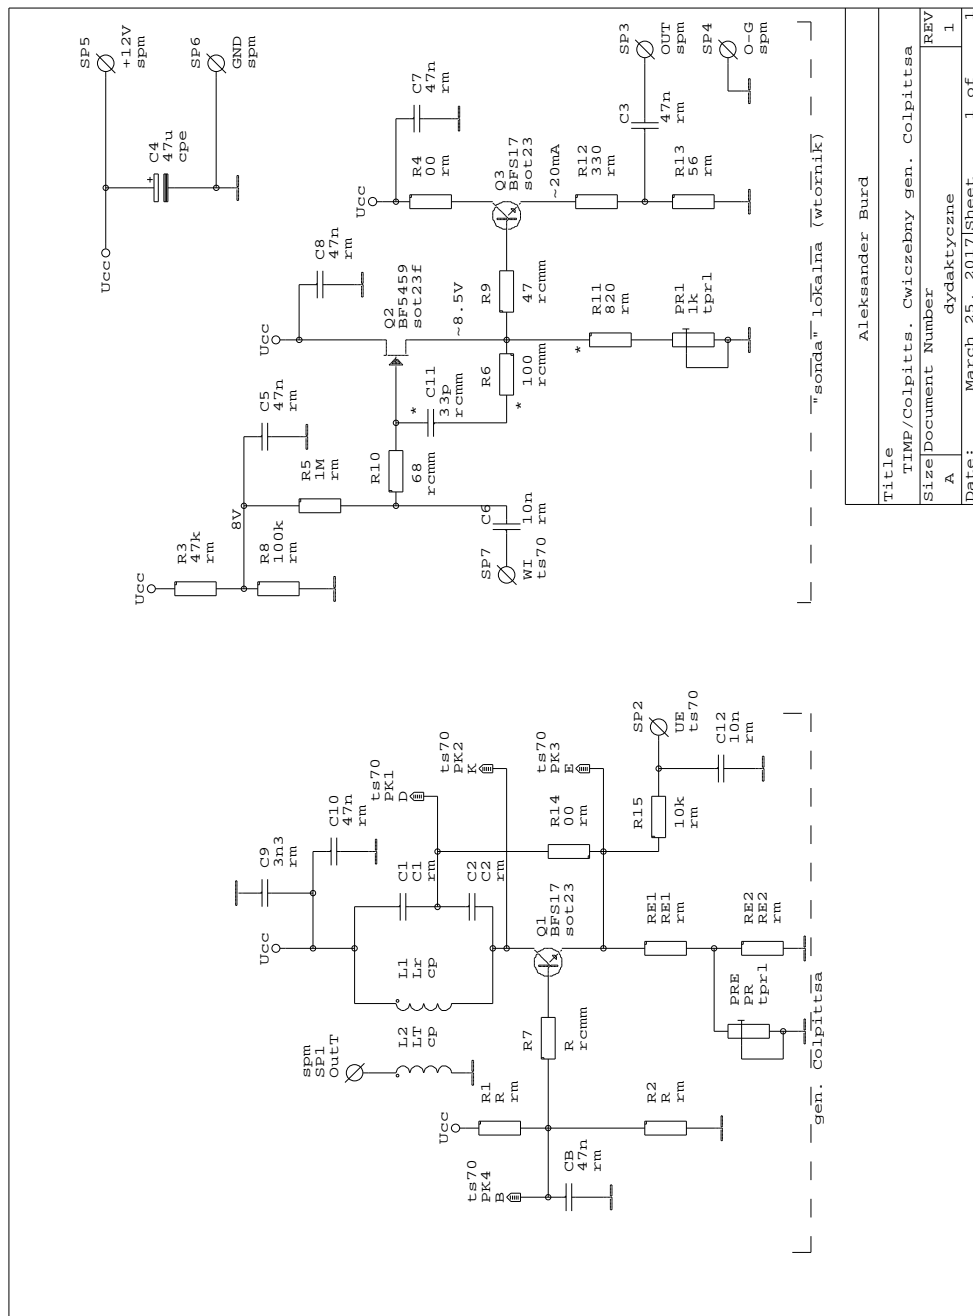 SP5
+12V
spm
SP6
GND
spm
C4
47u
cpe
+
Ucc
SP3
OUT
spm
SP4
O-G
spm
C7
47n
rm
R4
00
rm
Ucc
Q3
BFS17
sot23
~20mA
R12
330
rm
C3
47n
rm
R13
56
rm
C8
47n
rm
Ucc
Q2
BF5459
sot23f
~8.5V
R9
47
rcmm
R11
820
rm
*
PR1
1k
tpr1
C5
47n
rm
R5
1M
rm
R10
68
rcmm
*
C11
33p
rcmm
R6
100
rcmm
*
8V
R3
47k
rm
R8
100k
rm
Ucc
C6
10n
rm
SP7
WI
ts70
"sonda" lokalna (wtornik)
C9
3n3
rm
C10
47n
rm
Ucc
ts70
PK1
D
ts70
PK2
K
ts70
PK3
E
C1
C1
rm
C2
C2
rm
R14
00
rm
SP2
UE
ts70
R15
10k
rm
C12
10n
rm
L1
Lr
cp
L2
LT
cp
spm
SP1
OutT
Q1
BFS17
sot23
R7
R
rcmm
RE1
RE1
rm
RE2
RE2
rm
PRE
PR
tpr1
R1
R
rm
R2
R
rm
Ucc
ts70
PK4
B
CB
47n
rm
gen. Colpittsa
Aleksander Burd
Title
TIMP/Colpitts. Cwiczebny gen. Colpittsa
Size Document Number REV
A dydaktyczne 1
Date: March 25, 2017 Sheet 1 of 1